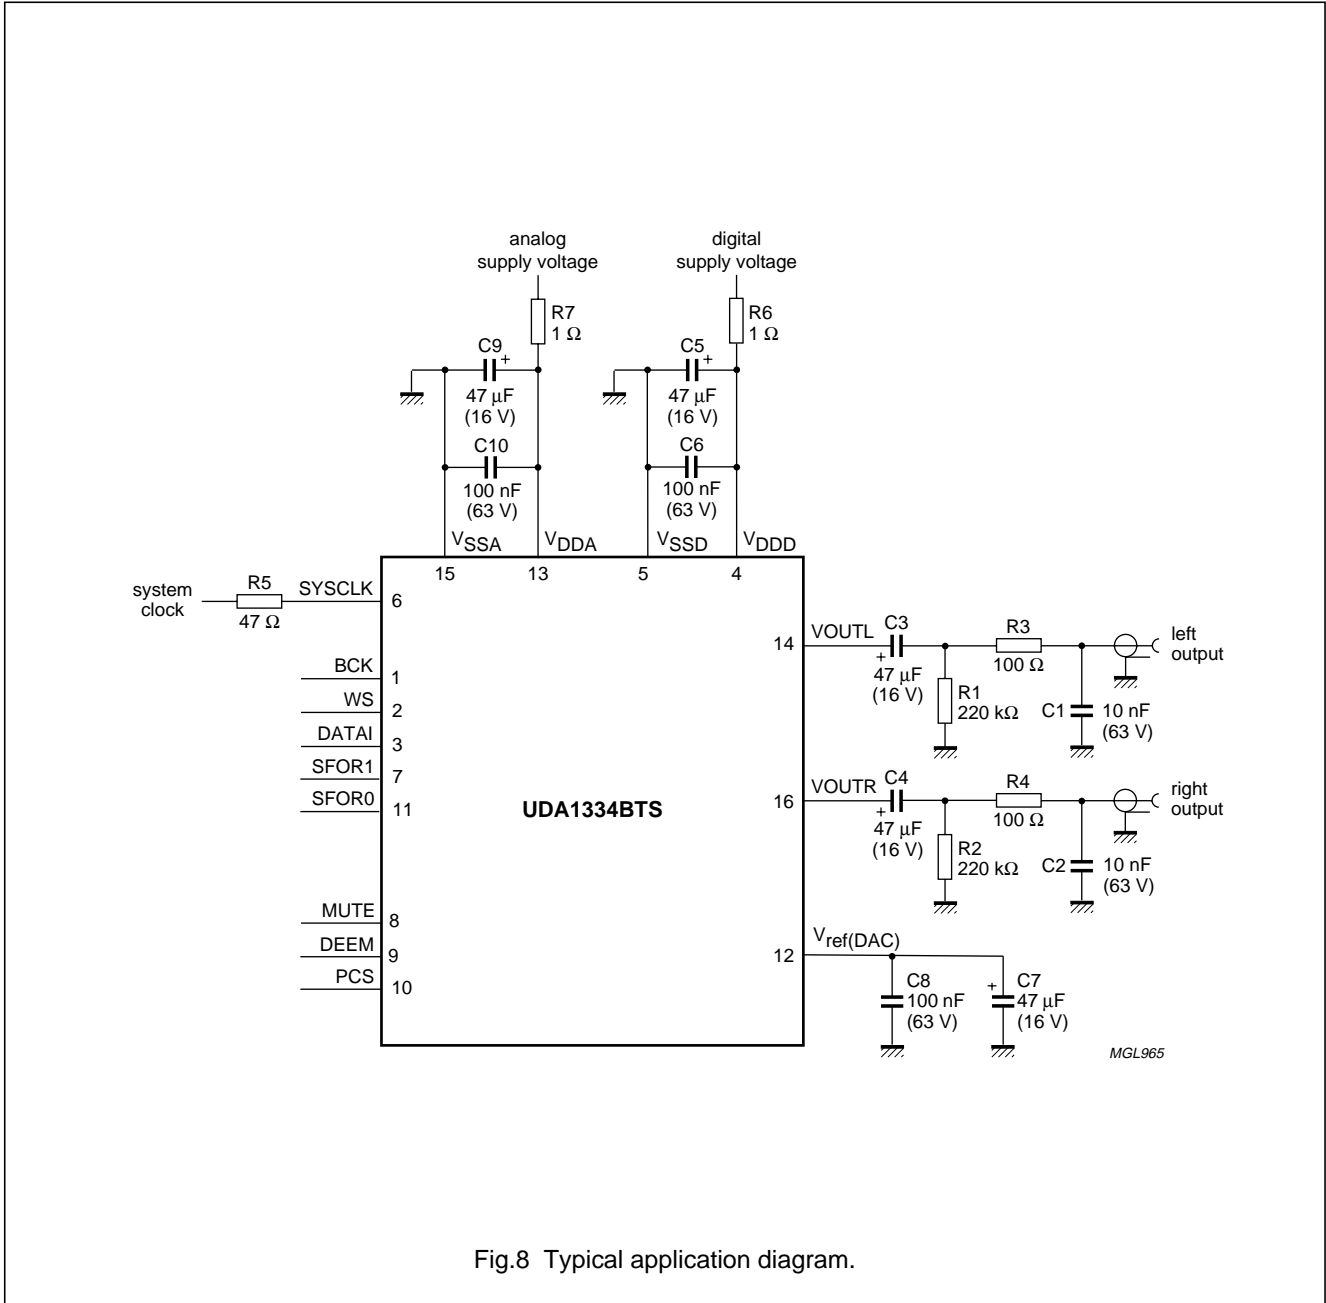 analog
supply voltage
digital
supply voltage
R7
1 Ω
R6
1 Ω
C9
+
47 μF
(16 V)
C5
+
47 μF
(16 V)
C10
100 nF
(63 V)
C6
100 nF
(63 V)
VSSA
VDDA
VSSD
VDDD
15
13
5
4
system
clock
R5
47 Ω
SYSCLK
6
BCK
1
WS
2
DATAI
3
SFOR1
7
SFOR0
11
MUTE
8
DEEM
9
PCS
10
UDA1334BTS
14
VOUTL
C3
+
47 μF
(16 V)
R1
220 kΩ
R3
100 Ω
C1
10 nF
(63 V)
left
output
16
VOUTR
C4
+
47 μF
(16 V)
R2
220 kΩ
R4
100 Ω
C2
10 nF
(63 V)
right
output
12
Vref(DAC)
C8
100 nF
(63 V)
+
C7
47 μF
(16 V)
MGL965
Fig.8 Typical application diagram.